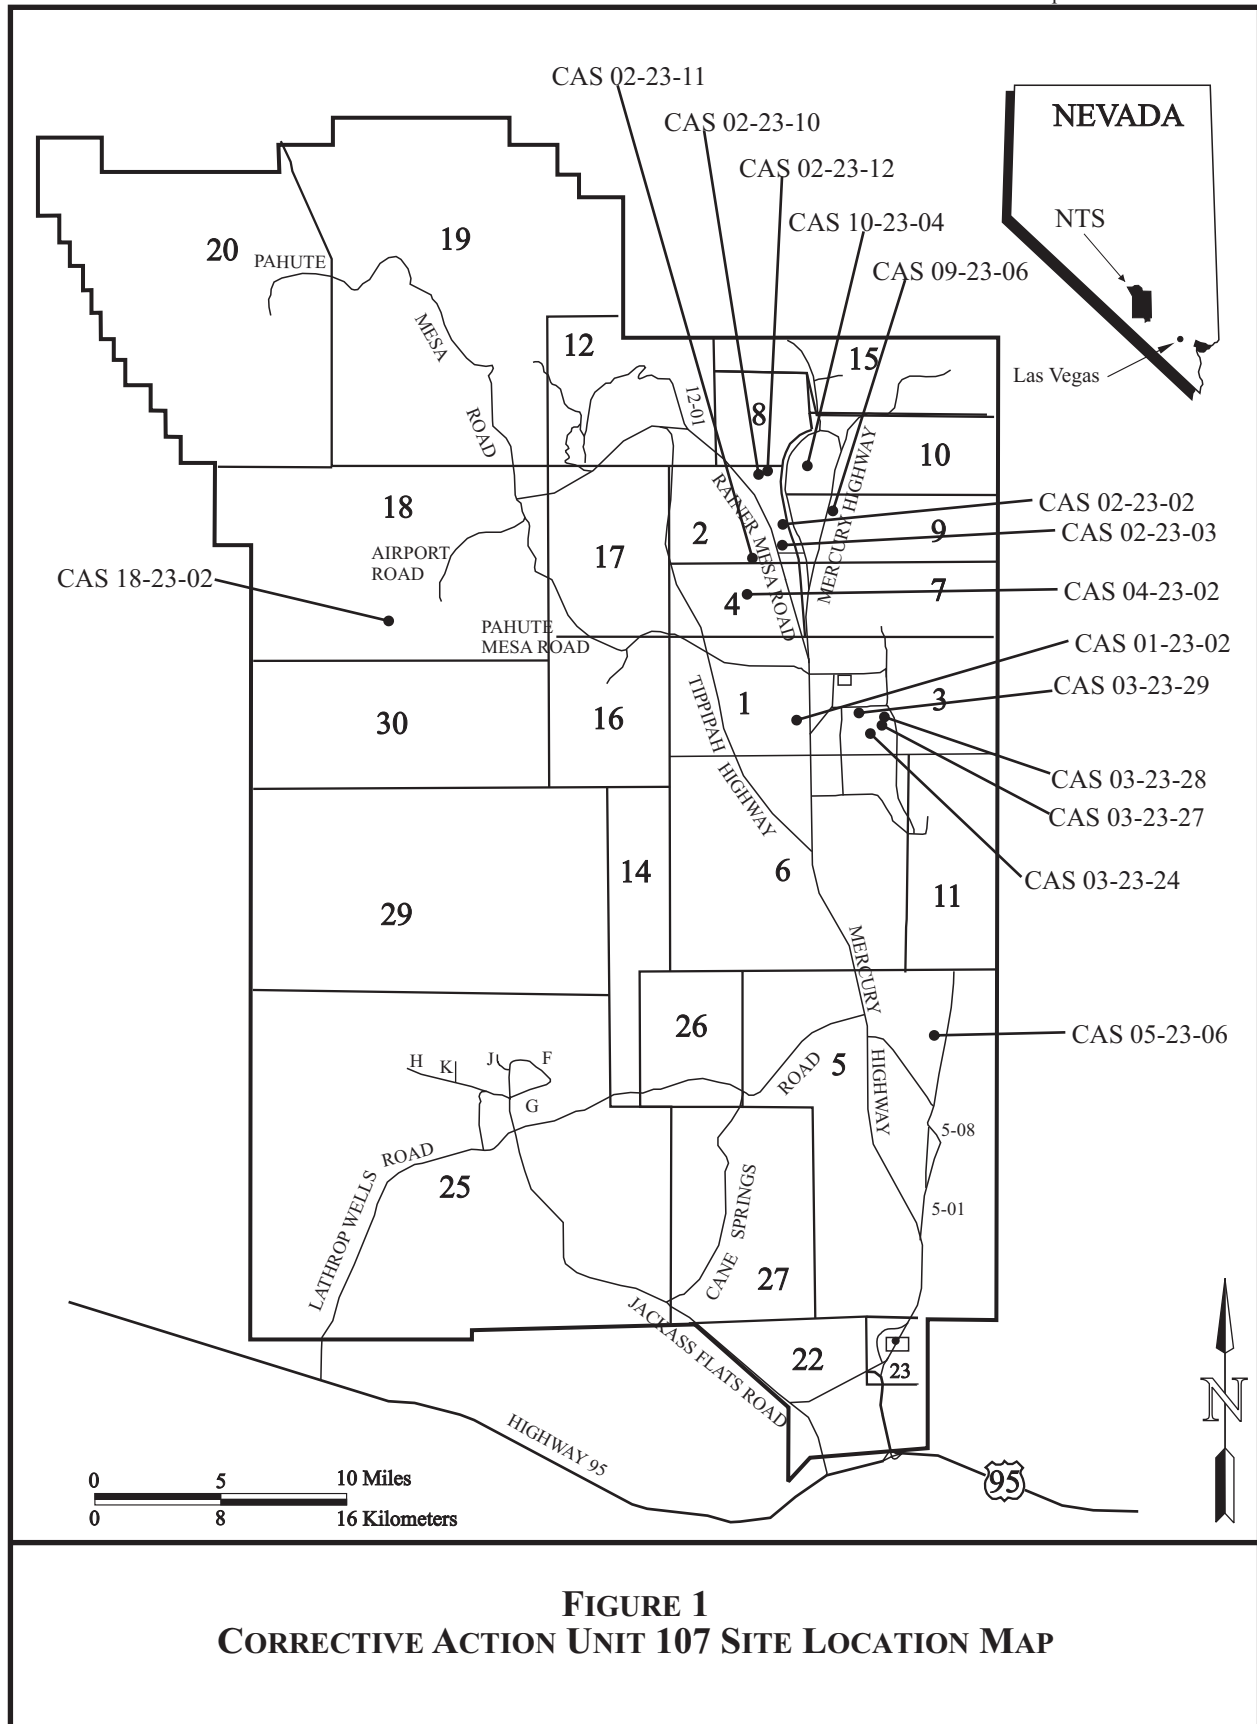 CAS 02-23-11
CAS 02-23-10
CAS 02-23-12
CAS 10-23-04
CAS 09-23-06
NEVADA
NTS
Las Vegas
20
19
PAHUTE
MESA
ROAD
12
15
8
12-01
10
18
AIRPORT
ROAD
17
2
RAINER MESA ROAD
MERCURY HIGHWAY
9
CAS 02-23-02
CAS 02-23-03
CAS 18-23-02
4
7
CAS 04-23-02
PAHUTE
MESA ROAD
CAS 01-23-02
CAS 03-23-29
30
16
TIPPIPAH HIGHWAY
1
3
CAS 03-23-28
CAS 03-23-27
CAS 03-23-24
29
14
6
11
MERCURY
HIGHWAY
26
5
CAS 05-23-06
H
K
J
F
G
ROAD
5-08
5-01
LATHROP WELLS ROAD
25
CANE SPRINGS
27
JACKASS FLATS ROAD
22
23
HIGHWAY 95
95
N
0 5 10 Miles
0 8 16 Kilometers
FIGURE 1
CORRECTIVE ACTION UNIT 107 SITE LOCATION MAP